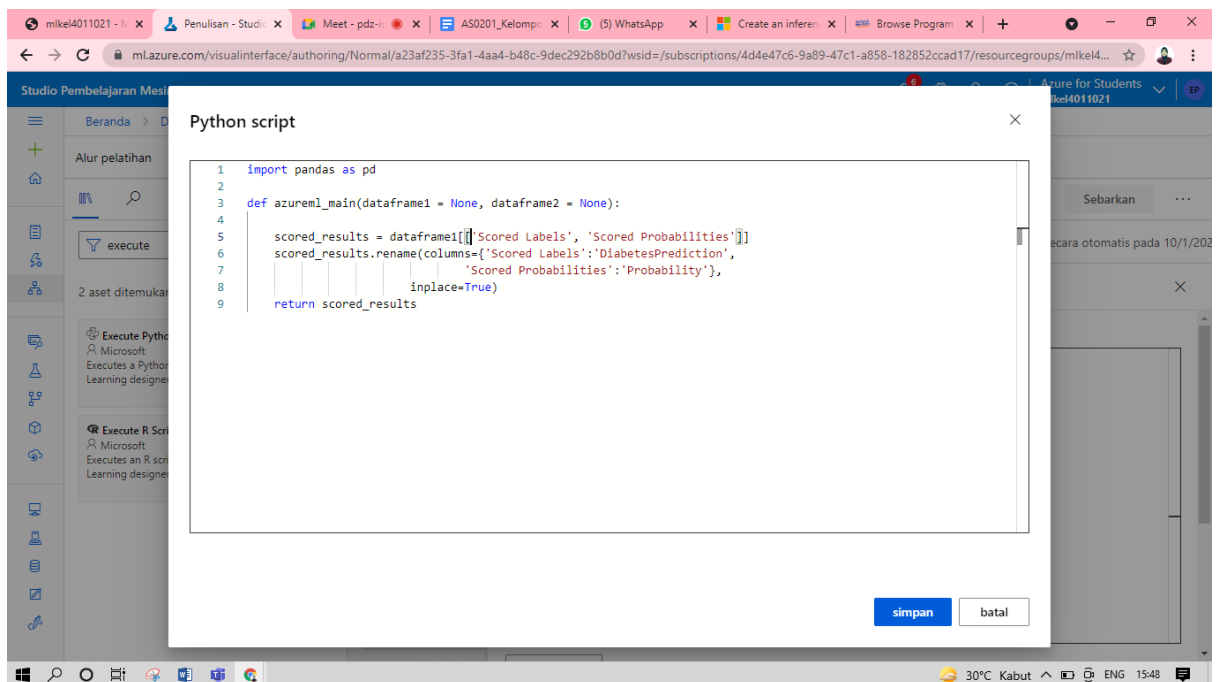 mlkel4011021 - M
Penulisan - Studio
Meet - pdz-ic
AS0201_Kelompo
(5) WhatsApp
Create an inferen
Browse Program
ml.azure.com/visualinterface/authoring/Normal/a23af235-3fa1-4aa4-b48c-9dec292b8b0d?wsid=/subscriptions/4d4e47c6-9a89-47c1-a858-182852ccad17/resourcegroups/mlkel4...
Studio Pembelajaran Mesin
6
Azure for Students
lkel4011021
EP
Beranda > D
Alur pelatihan
Sebarkan
...
execute
ecara otomatis pada 10/1/202
2 aset ditemukan
Execute Pytho
Microsoft
Executes a Python
Learning designer
Execute R Scri
Microsoft
Executes an R scri
Learning designer
Python script
1 import pandas as pd
2
3 def azureml_main(dataframe1 = None, dataframe2 = None):
4
5 scored_results = dataframe1[['Scored Labels', 'Scored Probabilities']]
6 scored_results.rename(columns={'Scored Labels':'DiabetesPrediction',
7 'Scored Probabilities':'Probability'},
8 inplace=True)
9 return scored_results
simpan
batal
30°C Kabut
ENG
15:48